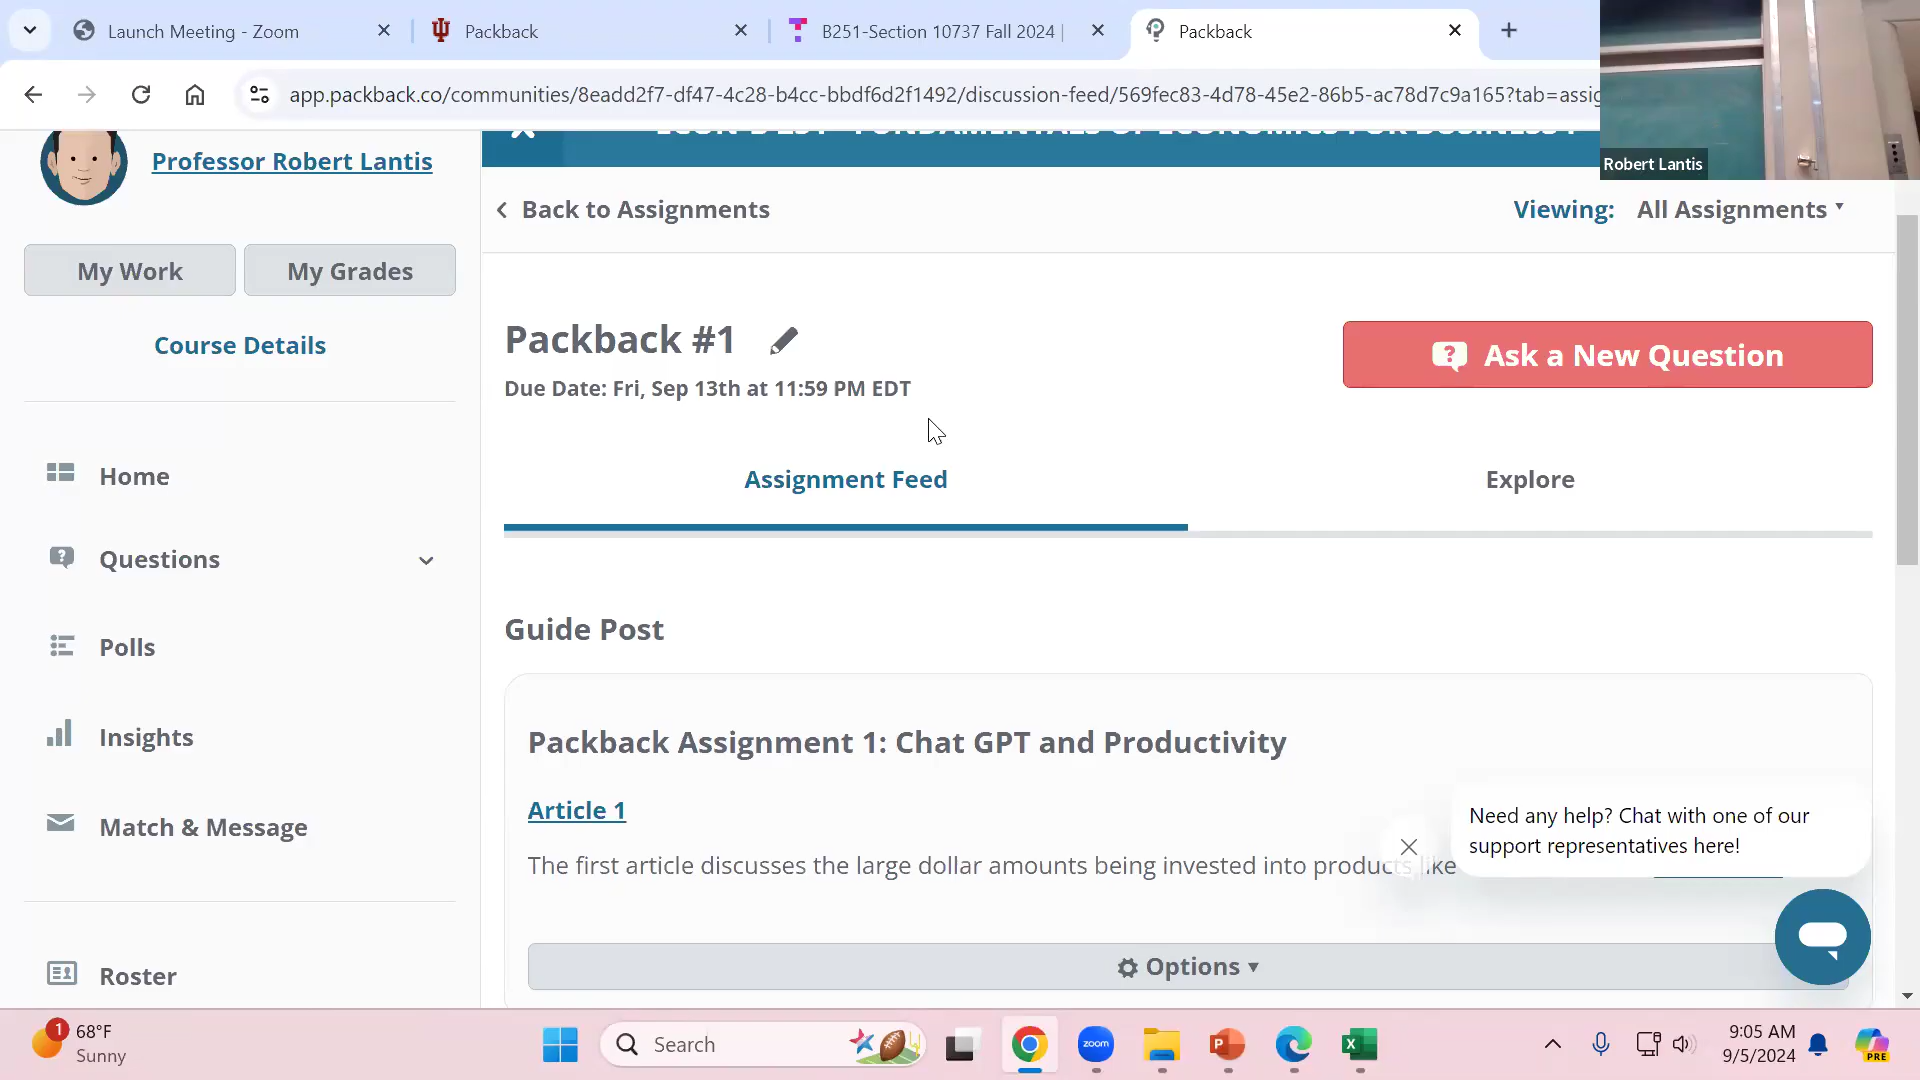 Launch Meeting - Zoom
Packback
B251-Section 10737 Fall 2024 |
Packback
app.packback.co/communities/8eadd2f7-df47-4c28-b4cc-bbdf6d2f1492/discussion-feed/569fec83-4d78-45e2-86b5-ac78d7c9a165?tab=assig
Robert Lantis
Professor Robert Lantis
My Work
My Grades
Course Details
Home
Questions
Polls
Insights
Match & Message
Roster
Back to Assignments
Viewing: All Assignments
Packback #1
Ask a New Question
Due Date: Fri, Sep 13th at 11:59 PM EDT
Assignment Feed
Explore
Guide Post
Packback Assignment 1: Chat GPT and Productivity
Article 1
The first article discusses the large dollar amounts being invested into products like
Need any help? Chat with one of our
support representatives here!
Options
1
68°F
Sunny
Search
zoom
9:05 AM
9/5/2024
PRE